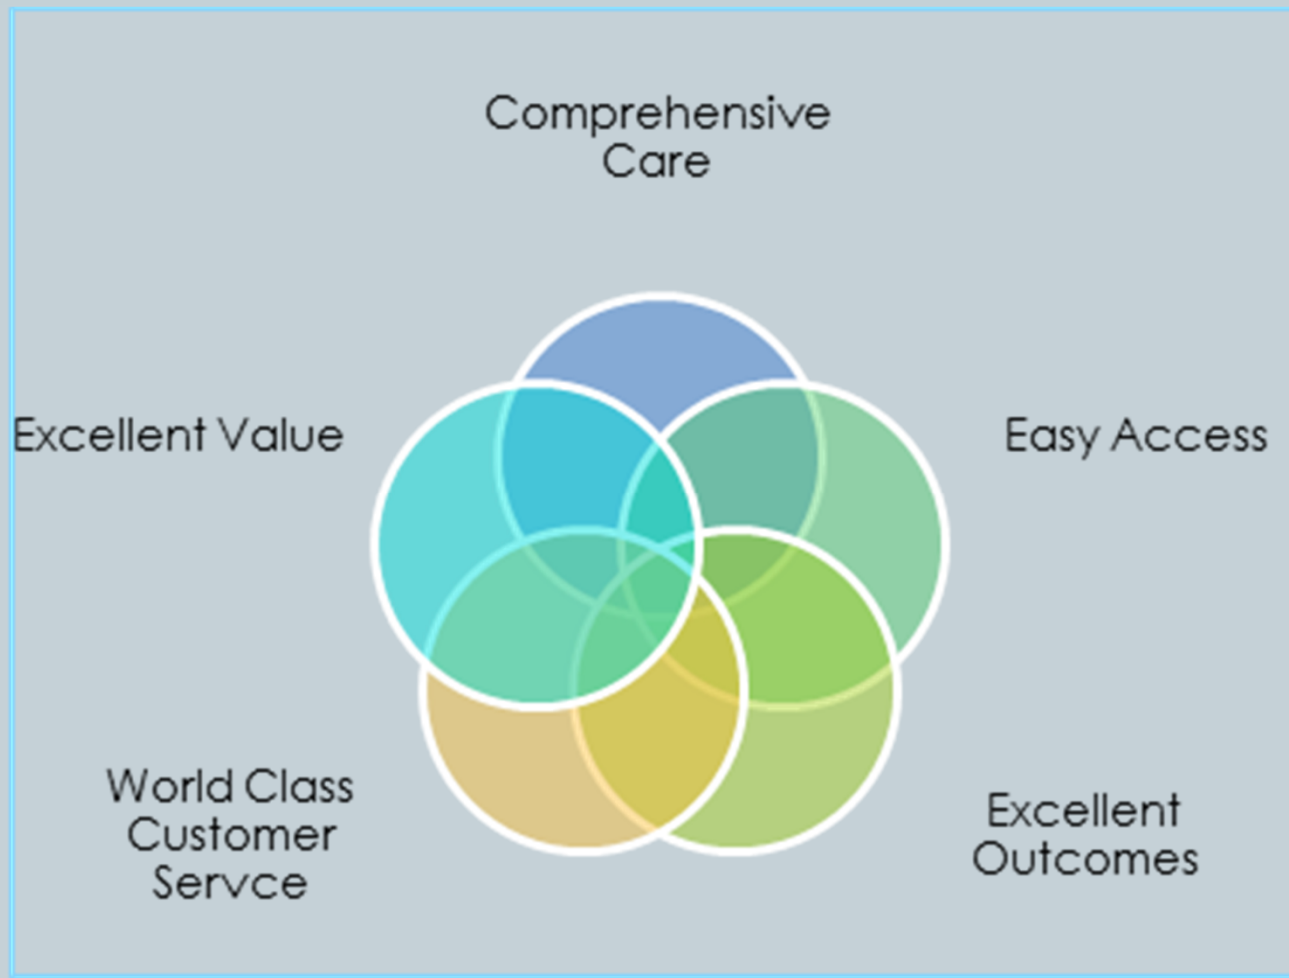 Comprehensive
Care
Excellent Value
Easy Access
World Class
Customer
Servce
Excellent
Outcomes